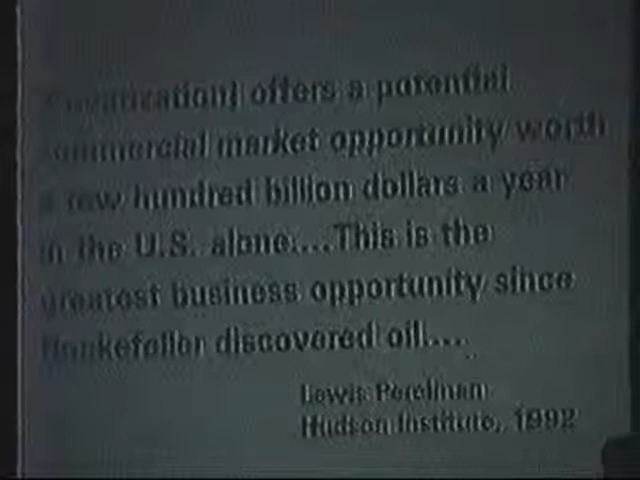 [Privatization] offers a potential
commercial market opportunity worth
a few hundred billion dollars a year
in the U.S. alone....This is the
greatest business opportunity since
Rockefeller discovered oil....
Lewis Perelman
Hudson Institute, 1992